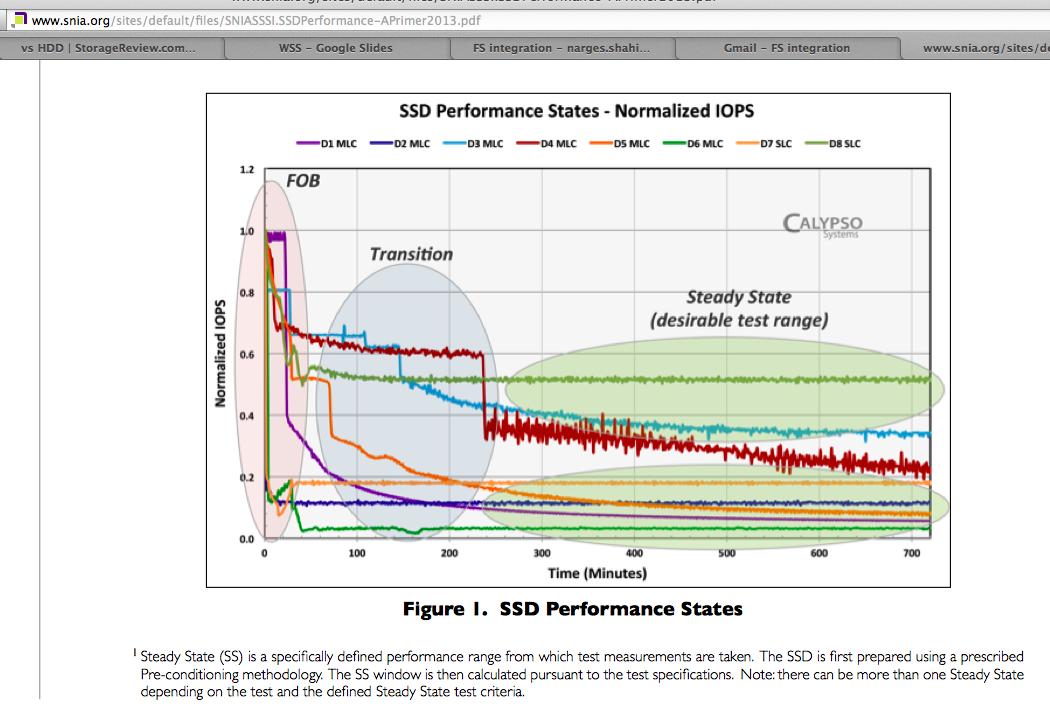 www.snia.org/sites/default/files/SNIASSSI.SSDPerformance-APrimer2013.pdf
vs HDD | StorageReview.com...
WSS – Google Slides
FS integration – narges.shahi...
Gmail – FS integration
www.snia.org/sites/de
SSD Performance States - Normalized IOPS
D1 MLC D2 MLC D3 MLC D4 MLC D5 MLC D6 MLC D7 SLC D8 SLC
1.2
FOB
CALYPSO
Systems
1.0
Transition
0.8
Steady State
(desirable test range)
Normalized IOPS
0.6
0.4
0.2
0.0
0 100 200 300 400 500 600 700
Time (Minutes)
Figure 1. SSD Performance States
1 Steady State (SS) is a specifically defined performance range from which test measurements are taken. The SSD is first prepared using a prescribed
Pre-conditioning methodology. The SS window is then calculated pursuant to the test specifications. Note: there can be more than one Steady State
depending on the test and the defined Steady State test criteria.